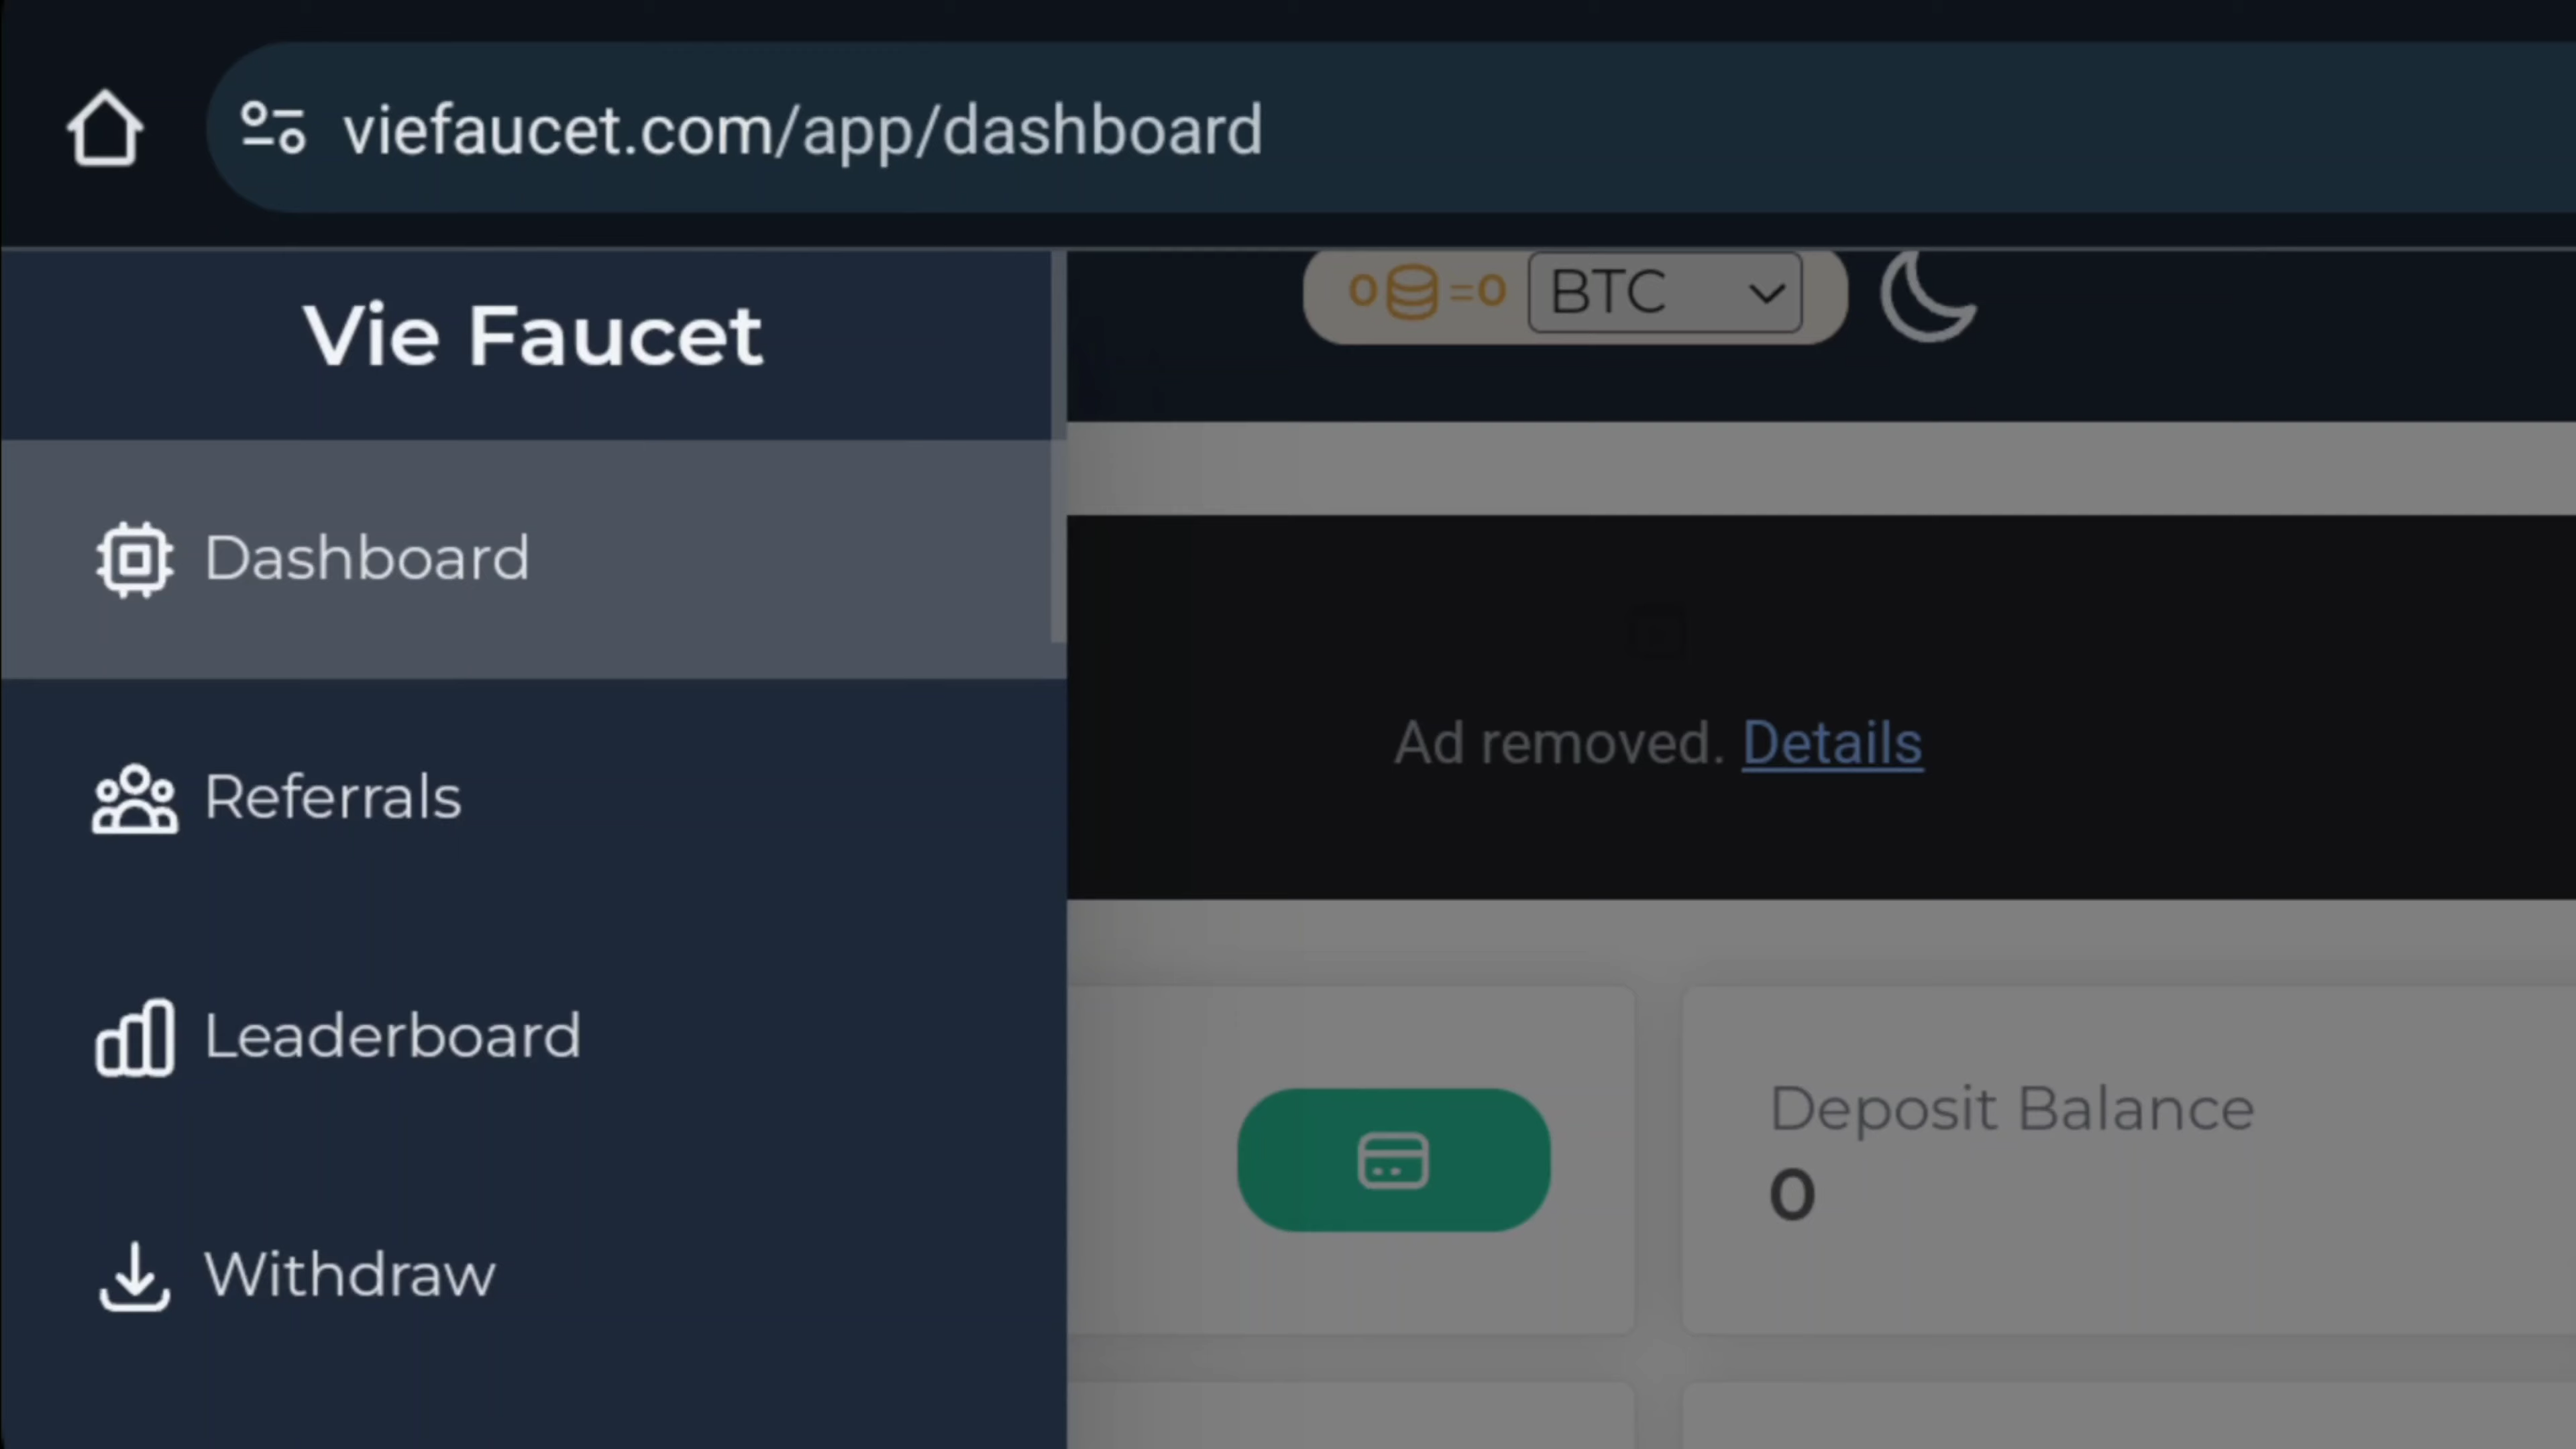 viefaucet.com/app/dashboard
Vie Faucet
0 =0 BTC
Dashboard
Ad removed. Details
Referrals
Leaderboard
Deposit Balance
0
Withdraw